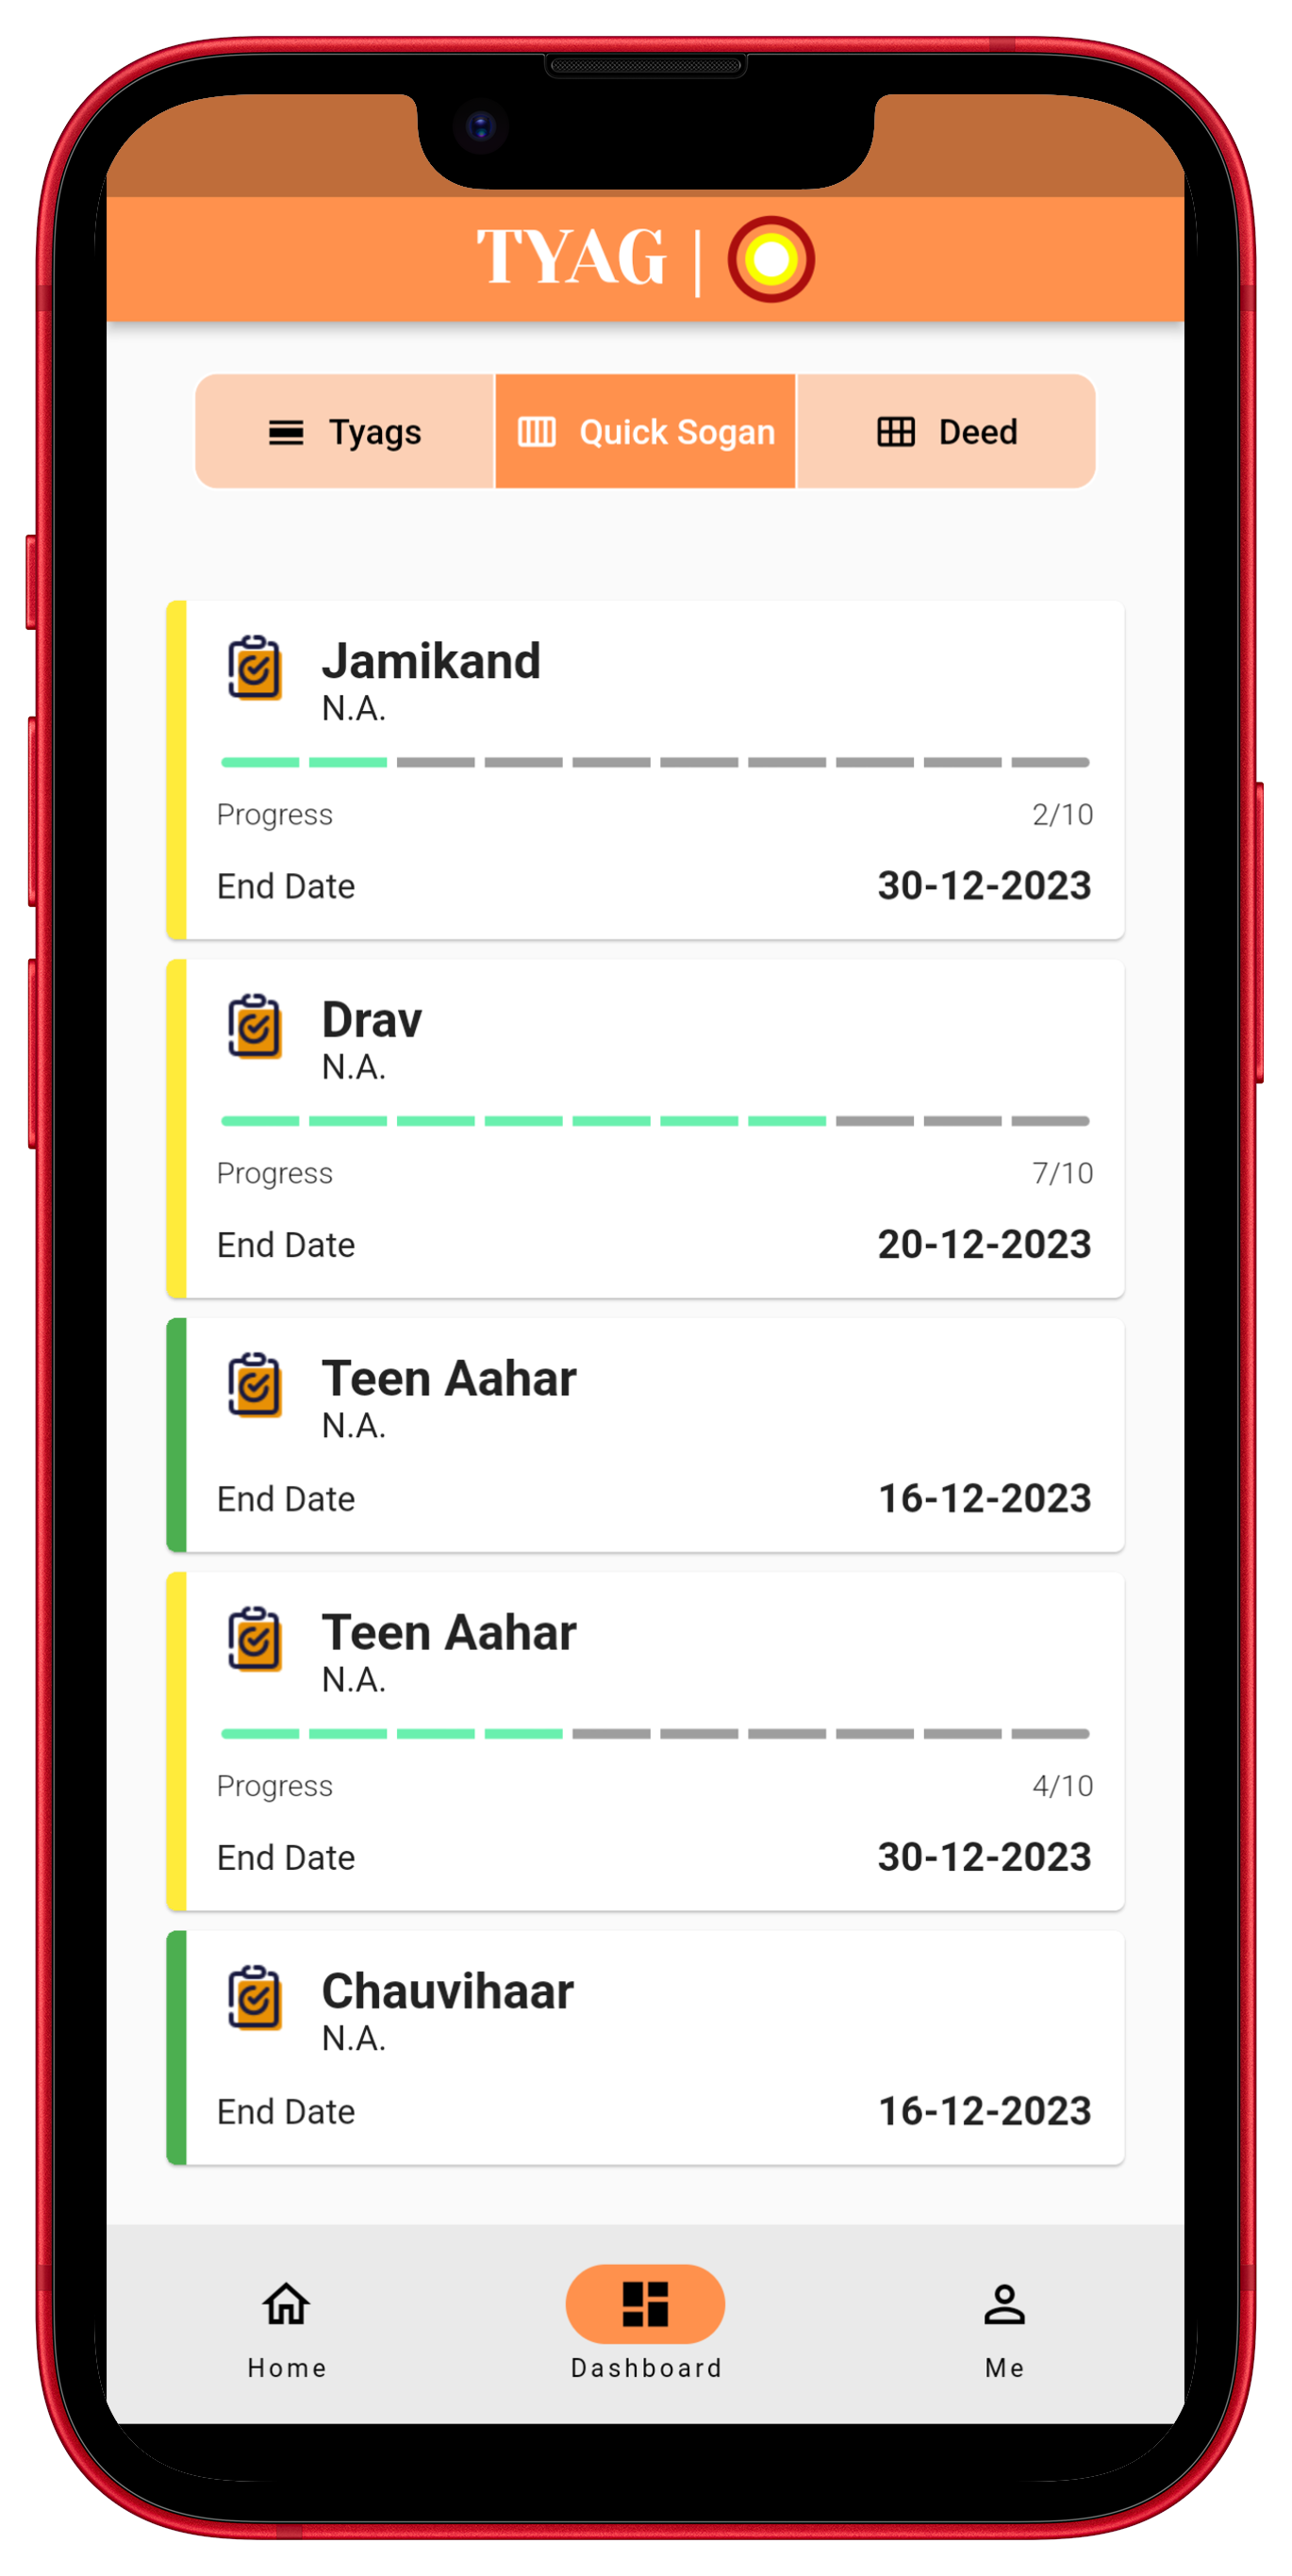 TYAG |
Tyags Quick Sogan Deed
Jamikand
N.A.
Progress 2/10
End Date 30-12-2023
Drav
N.A.
Progress 7/10
End Date 20-12-2023
Teen Aahar
N.A.
End Date 16-12-2023
Teen Aahar
N.A.
Progress 4/10
End Date 30-12-2023
Chauvihaar
N.A.
End Date 16-12-2023
Home Dashboard Me